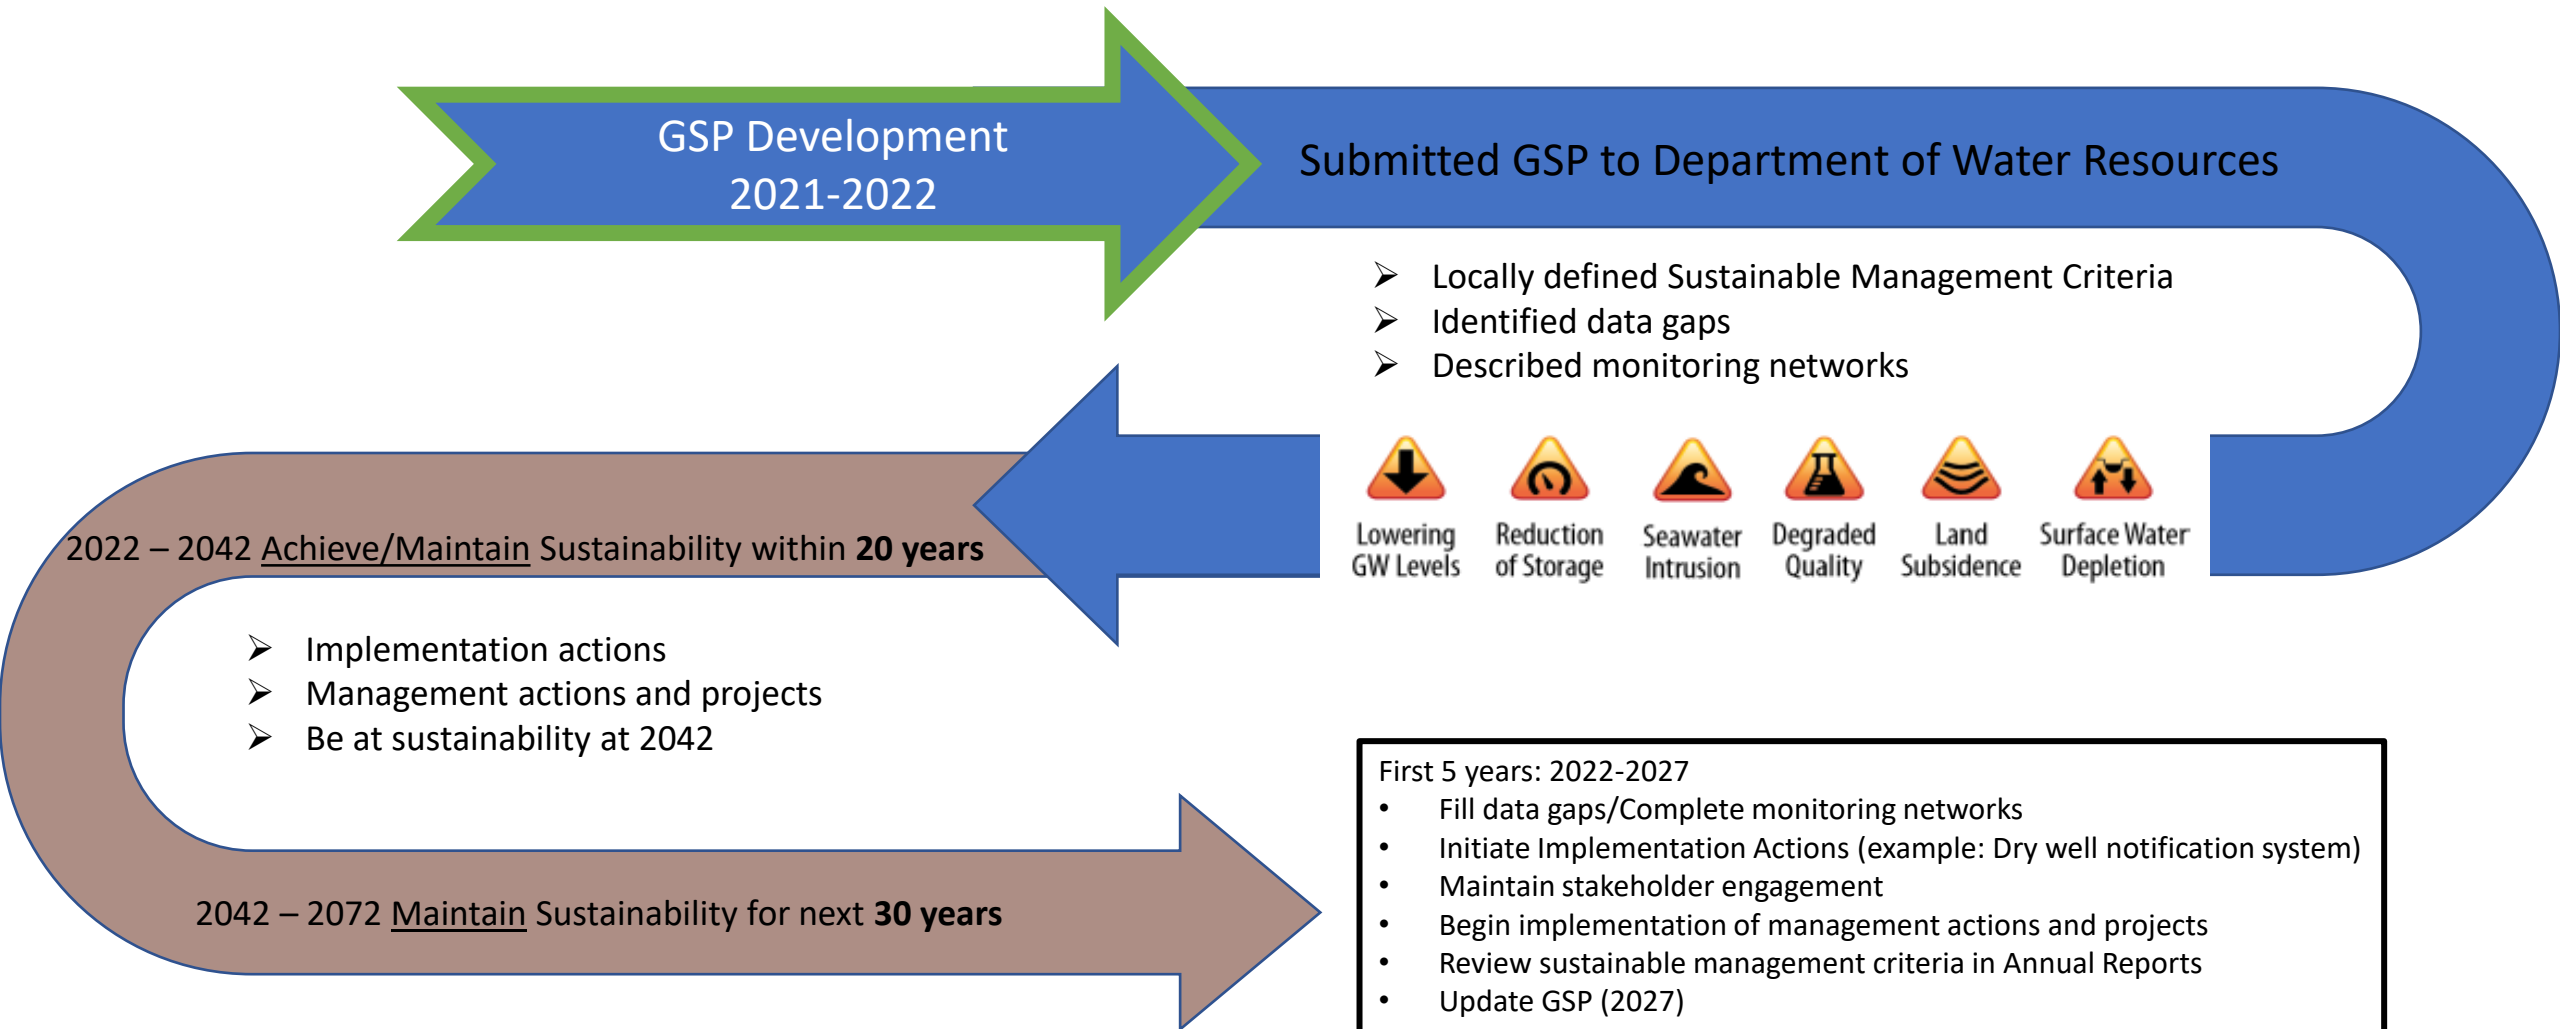 GSP Development
2021-2022
Submitted GSP to Department of Water Resources
➢ Locally defined Sustainable Management Criteria
➢ Identified data gaps
➢ Described monitoring networks
Lowering
GW Levels
Reduction
of Storage
Seawater
Intrusion
Degraded
Quality
Land
Subsidence
Surface Water
Depletion
2022 – 2042 Achieve/Maintain Sustainability within 20 years
➢ Implementation actions
➢ Management actions and projects
➢ Be at sustainability at 2042
2042 – 2072 Maintain Sustainability for next 30 years
First 5 years: 2022-2027
• Fill data gaps/Complete monitoring networks
• Initiate Implementation Actions (example: Dry well notification system)
• Maintain stakeholder engagement
• Begin implementation of management actions and projects
• Review sustainable management criteria in Annual Reports
• Update GSP (2027)